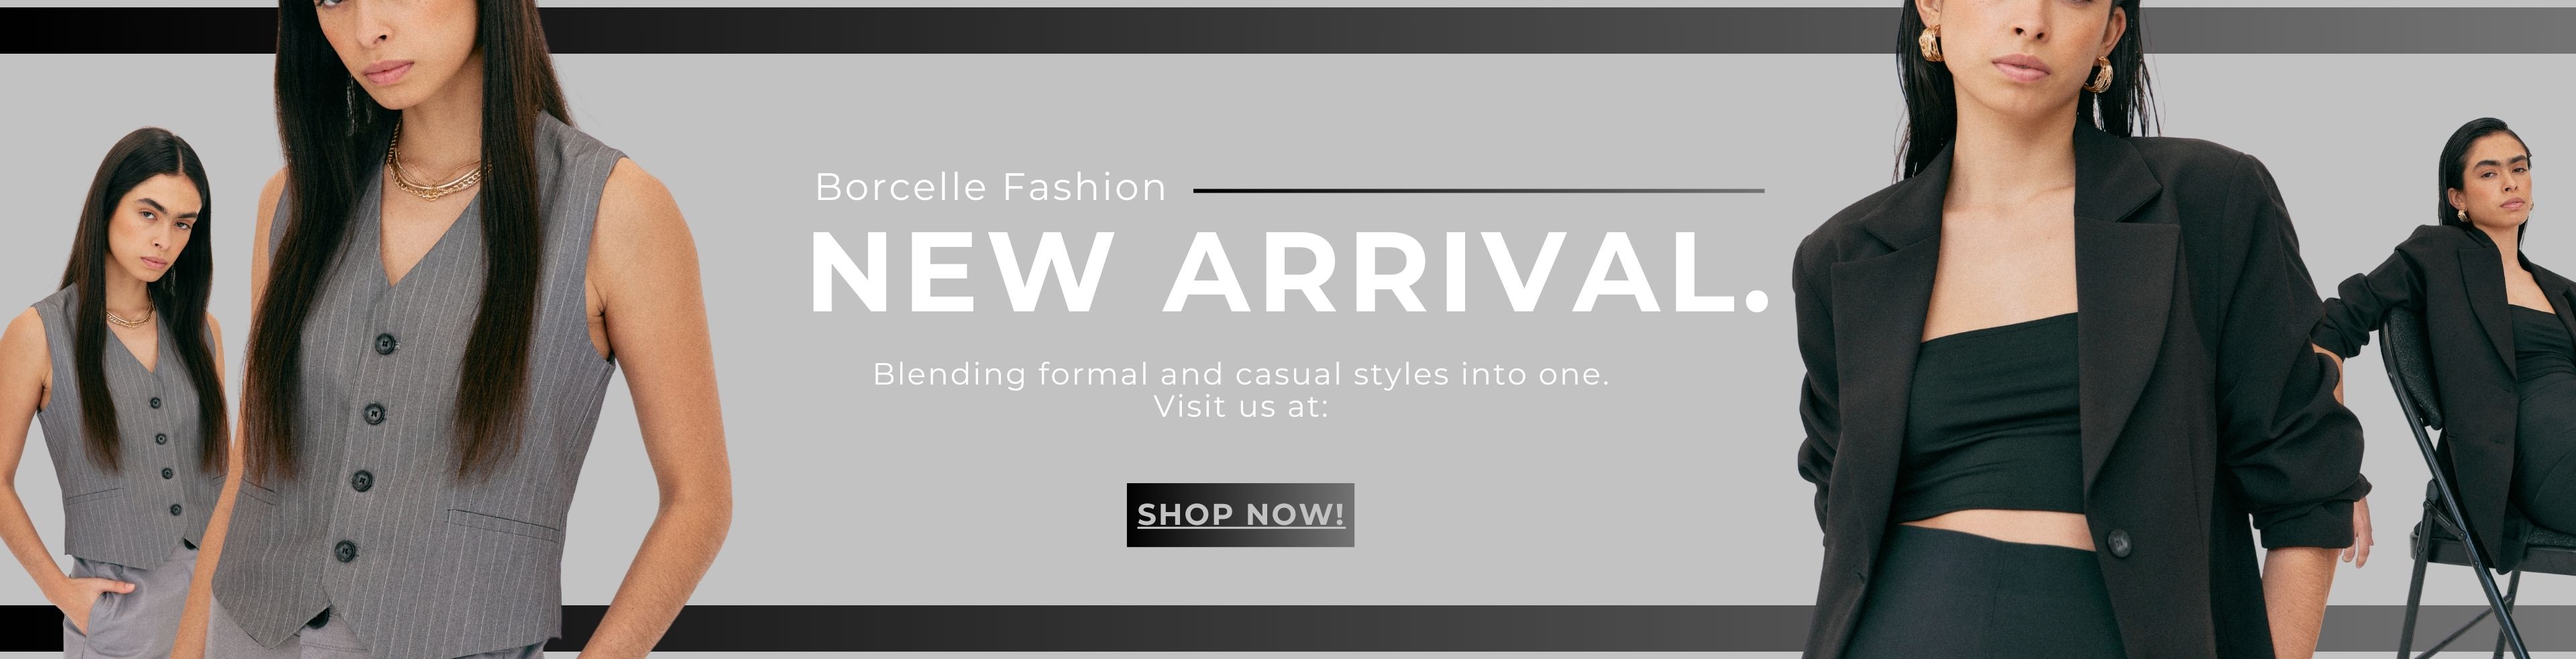 Borcelle Fashion
NEW ARRIVAL.
Blending formal and casual styles into one.
Visit us at:
SHOP NOW!